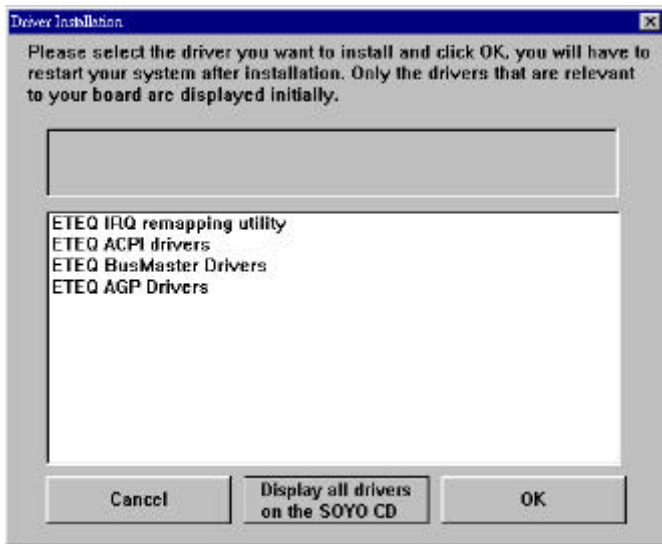 Driver Installation
Please select the driver you want to install and click OK, you will have to
restart your system after installation. Only the drivers that are relevant
to your board are displayed initially.
ETEQ IRQ remapping utility
ETEQ ACPI drivers
ETEQ BusMaster Drivers
ETEQ AGP Drivers
Cancel
Display all drivers
on the SOYO CD
OK